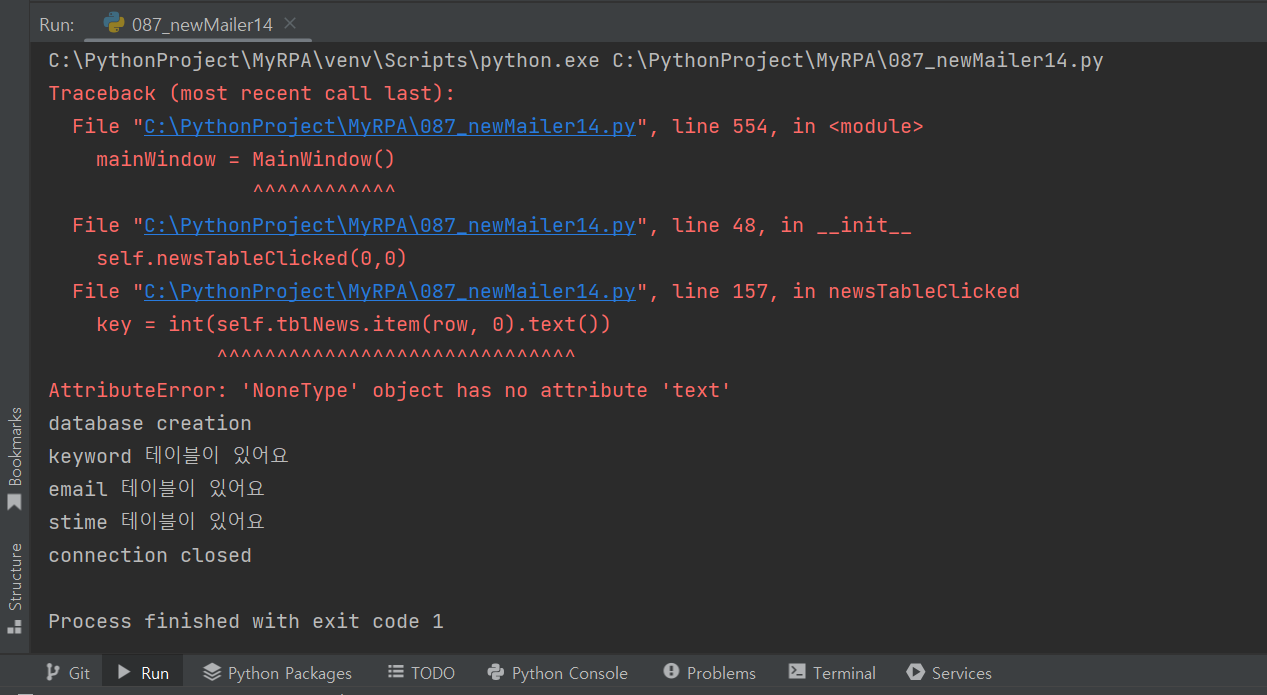 Run: 087_newMailer14
C:\PythonProject\MyRPA\venv\Scripts\python.exe C:\PythonProject\MyRPA\087_newMailer14.py
Traceback (most recent call last):
  File "C:\PythonProject\MyRPA\087_newMailer14.py", line 554, in <module>
    mainWindow = MainWindow()
                 ^^^^^^^^^^^^
  File "C:\PythonProject\MyRPA\087_newMailer14.py", line 48, in __init__
    self.newsTableClicked(0,0)
  File "C:\PythonProject\MyRPA\087_newMailer14.py", line 157, in newsTableClicked
    key = int(self.tblNews.item(row, 0).text())
              ^^^^^^^^^^^^^^^^^^^^^^^^^^^^^^
AttributeError: 'NoneType' object has no attribute 'text'
database creation
keyword 테이블이 있어요
email 테이블이 있어요
stime 테이블이 있어요
connection closed
Process finished with exit code 1
Bookmarks
Structure
Git Run Python Packages TODO Python Console Problems Terminal Services